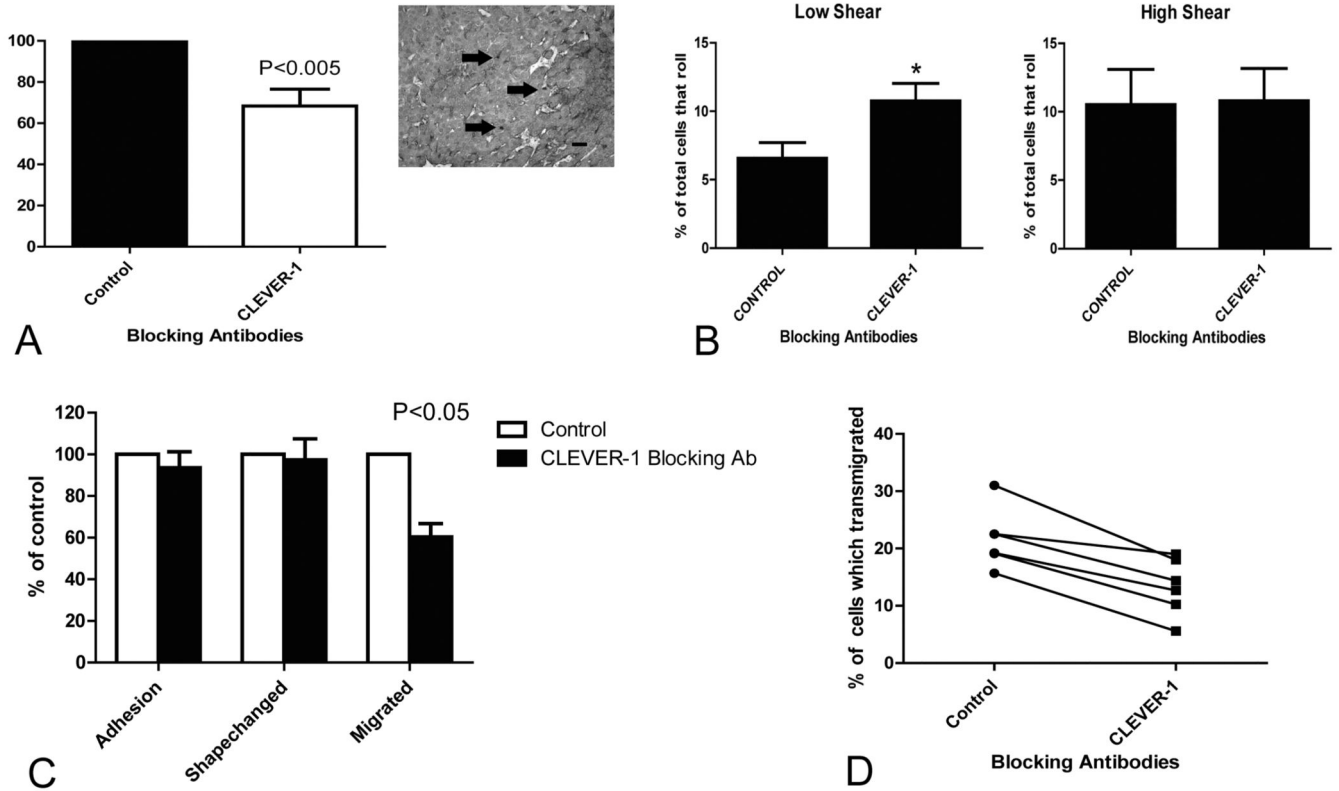 100
80
60
40
20
0
P<0.005
Control
CLEVER-1
Blocking Antibodies
A
Low Shear
% of total cells that roll
15
10
5
0
*
CONTROL
CLEVER-1
Blocking Antibodies
High Shear
% of total cells that roll
15
10
5
0
CONTROL
CLEVER-1
Blocking Antibodies
B
% of control
120
100
80
60
40
20
0
P<0.05
Control
CLEVER-1 Blocking Ab
Adhesion
Shapechanged
Migrated
C
% of cells which transmigrated
40
30
20
10
0
Control
CLEVER-1
Blocking Antibodies
D